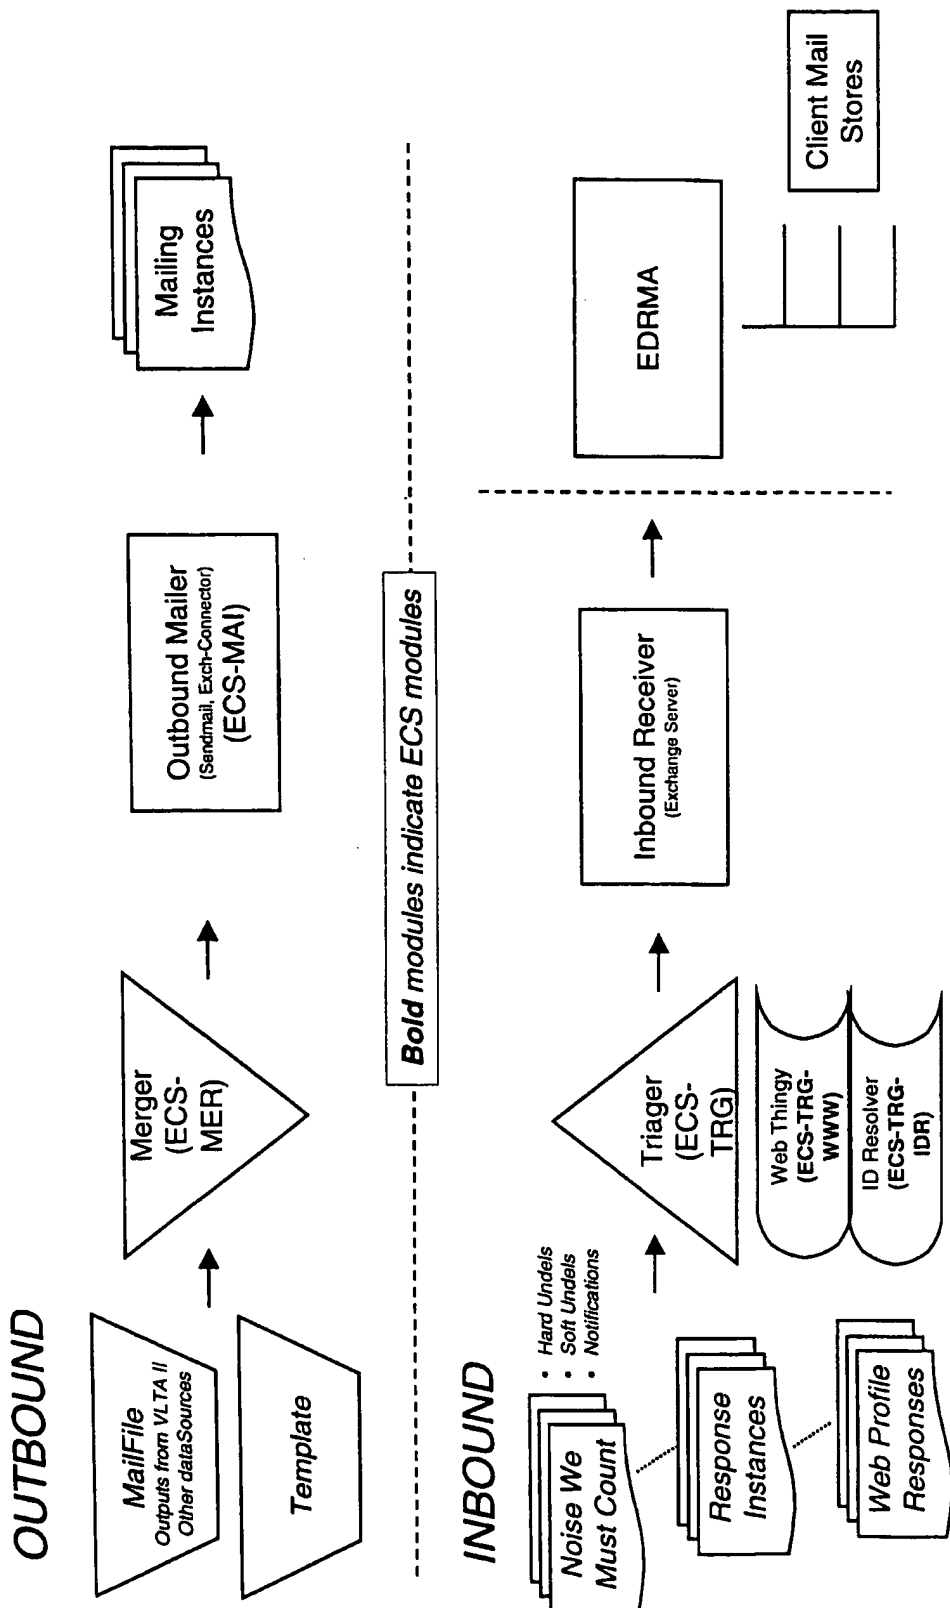 OUTBOUND
MailFile
Outputs from VLTA II
Other dataSources
Template
Merger
(ECS-
MER)
Outbound Mailer
(Sendmail, Exch-Connector)
(ECS-MAI)
Mailing
Instances
Bold modules indicate ECS modules
INBOUND
Noise We
Must Count
• Hard Undels
• Soft Undels
• Notifications
Response
Instances
Web Profile
Responses
Triager
(ECS-
TRG)
Web Thingy
(ECS-TRG-
WWW)
ID Resolver
(ECS-TRG-
IDR)
Inbound Receiver
(Exchange Server)
EDRMA
Client Mail
Stores